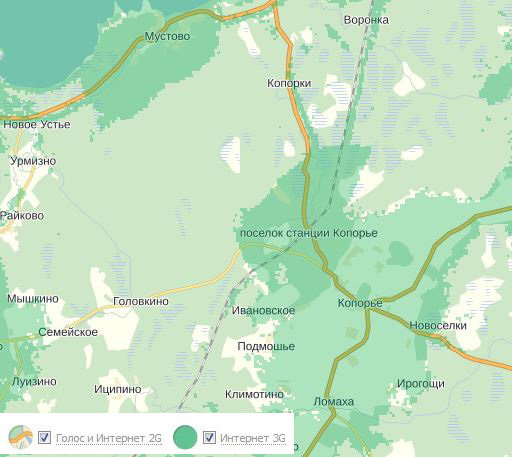 Воронка
Мустово
Копорки
Новое Устье
Урмизно
Райково
поселок станции Копорье
Мышкино
Головкино
Копорье
Ивановское
Новоселки
Семейское
Подмошье
Луизино
Иципино
Ирогощи
Климотино
Ломаха
Голос и Интернет 2G
Интернет 3G